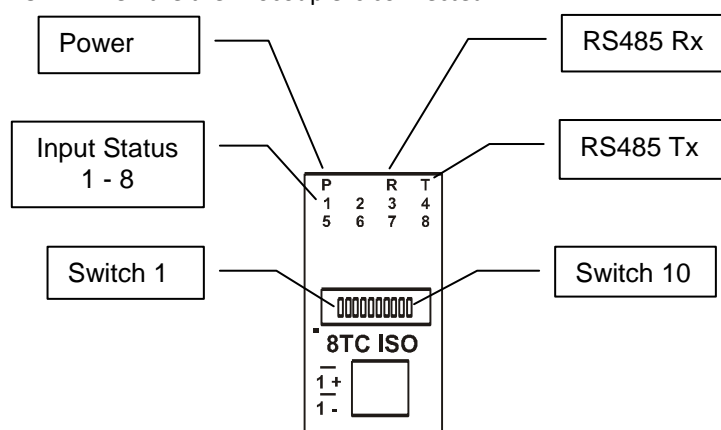 Power
RS485 Rx
Input Status
1 - 8
RS485 Tx
P R T
1 2 3 4
5 6 7 8
Switch 1
Switch 10
8TC ISO
1 +
1 -